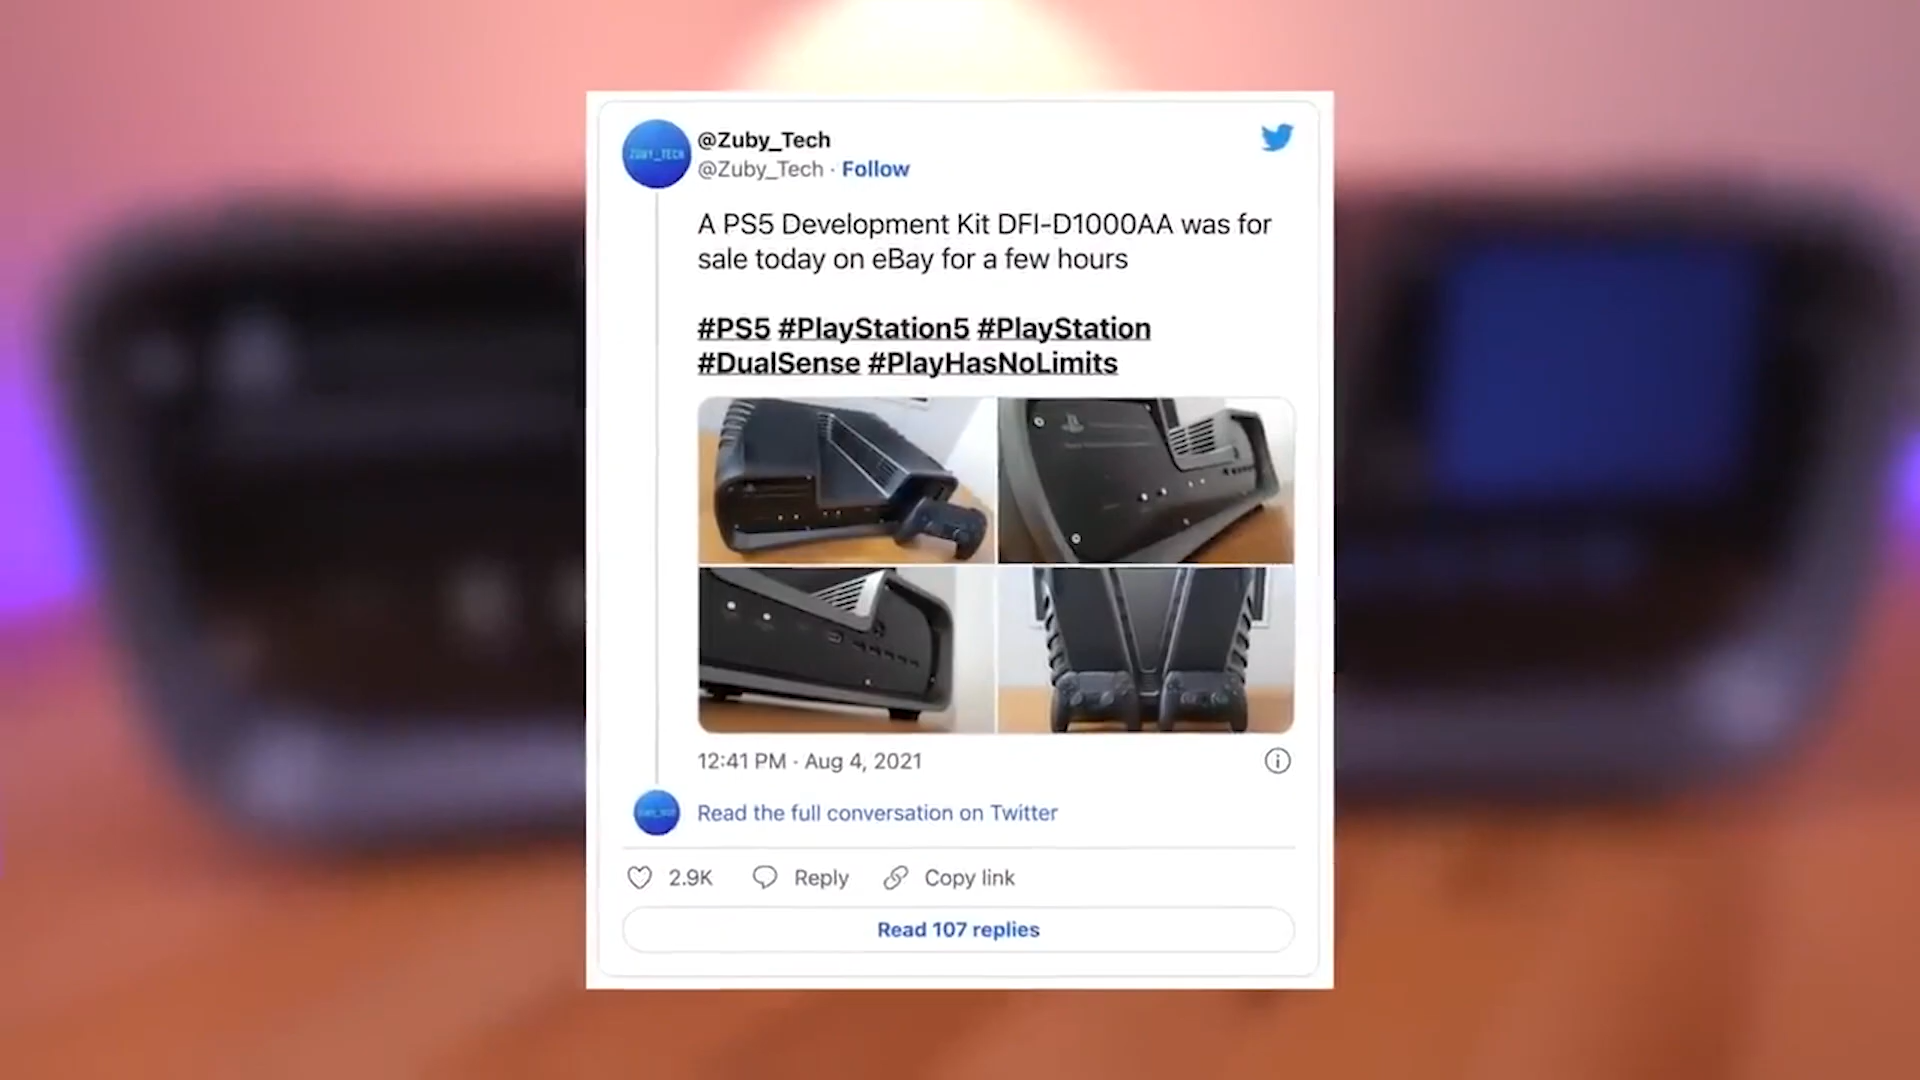 @Zuby_Tech
@Zuby_Tech · Follow
A PS5 Development Kit DFI-D1000AA was for
sale today on eBay for a few hours
#PS5 #PlayStation5 #PlayStation
#DualSense #PlayHasNoLimits
12:41 PM · Aug 4, 2021
Read the full conversation on Twitter
2.9K Reply Copy link
Read 107 replies